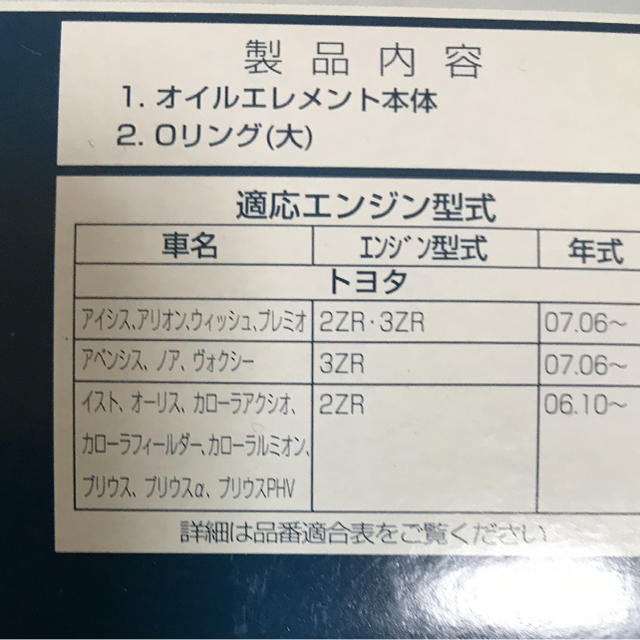 製品内容
1. オイルエレメント本体
2. Oリング(大)
適応エンジン型式
車名 エンジン型式 年式
トヨタ
アイシス、アリオン、ウィッシュ、プレミオ 2ZR・3ZR 07.06〜
アベンシス、ノア、ヴォクシー 3ZR 07.06〜
イスト、オーリス、カローラアクシオ、 2ZR 06.10〜
カローラフィールダー、カローラルミオン、
プリウス、プリウスα、プリウスPHV
詳細は品番適合表をご覧ください